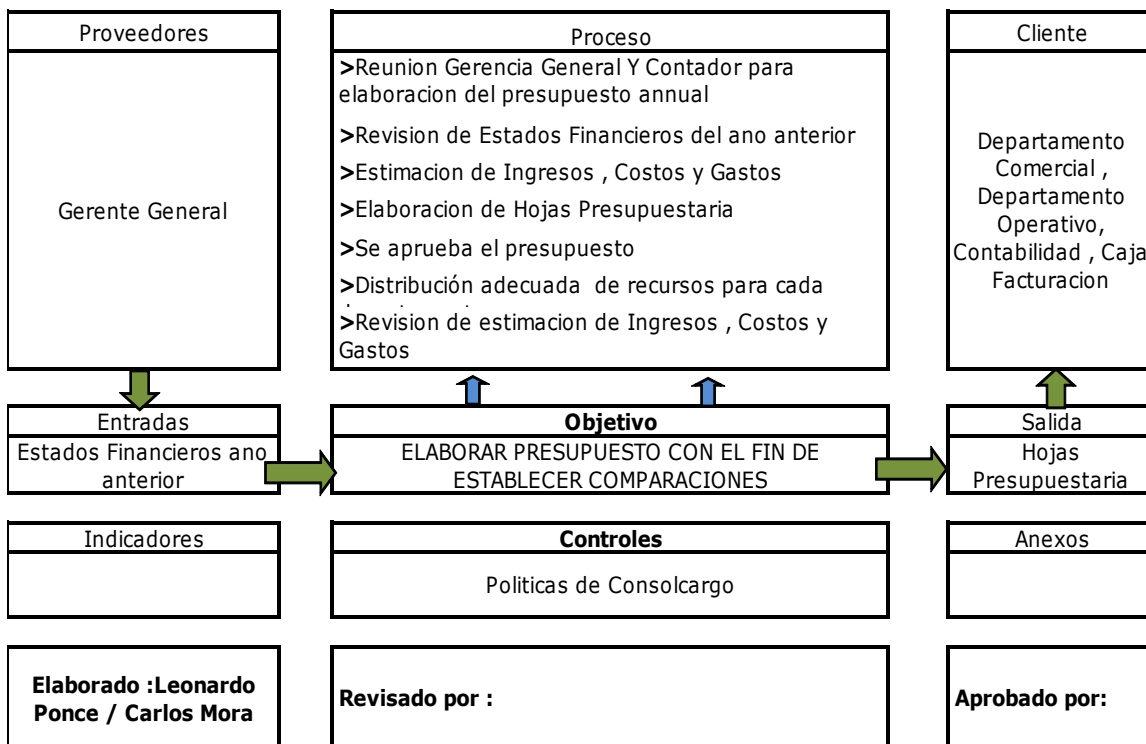 Proveedores
Gerente General
Proceso
>Reunion Gerencia General Y Contador para
elaboracion del presupuesto annual
>Revision de Estados Financieros del ano anterior
>Estimacion de Ingresos , Costos y Gastos
>Elaboracion de Hojas Presupuestaria
>Se aprueba el presupuesto
>Distribución adecuada de recursos para cada
>Revision de estimacion de Ingresos , Costos y
Gastos
Cliente
Departamento
Comercial ,
Departamento
Operativo,
Contabilidad , Caja
Facturacion
Entradas
Estados Financieros ano
anterior
Objetivo
ELABORAR PRESUPUESTO CON EL FIN DE
ESTABLECER COMPARACIONES
Salida
Hojas
Presupuestaria
Indicadores
Controles
Politicas de Consolcargo
Anexos
Elaborado :Leonardo
Ponce / Carlos Mora
Revisado por :
Aprobado por: